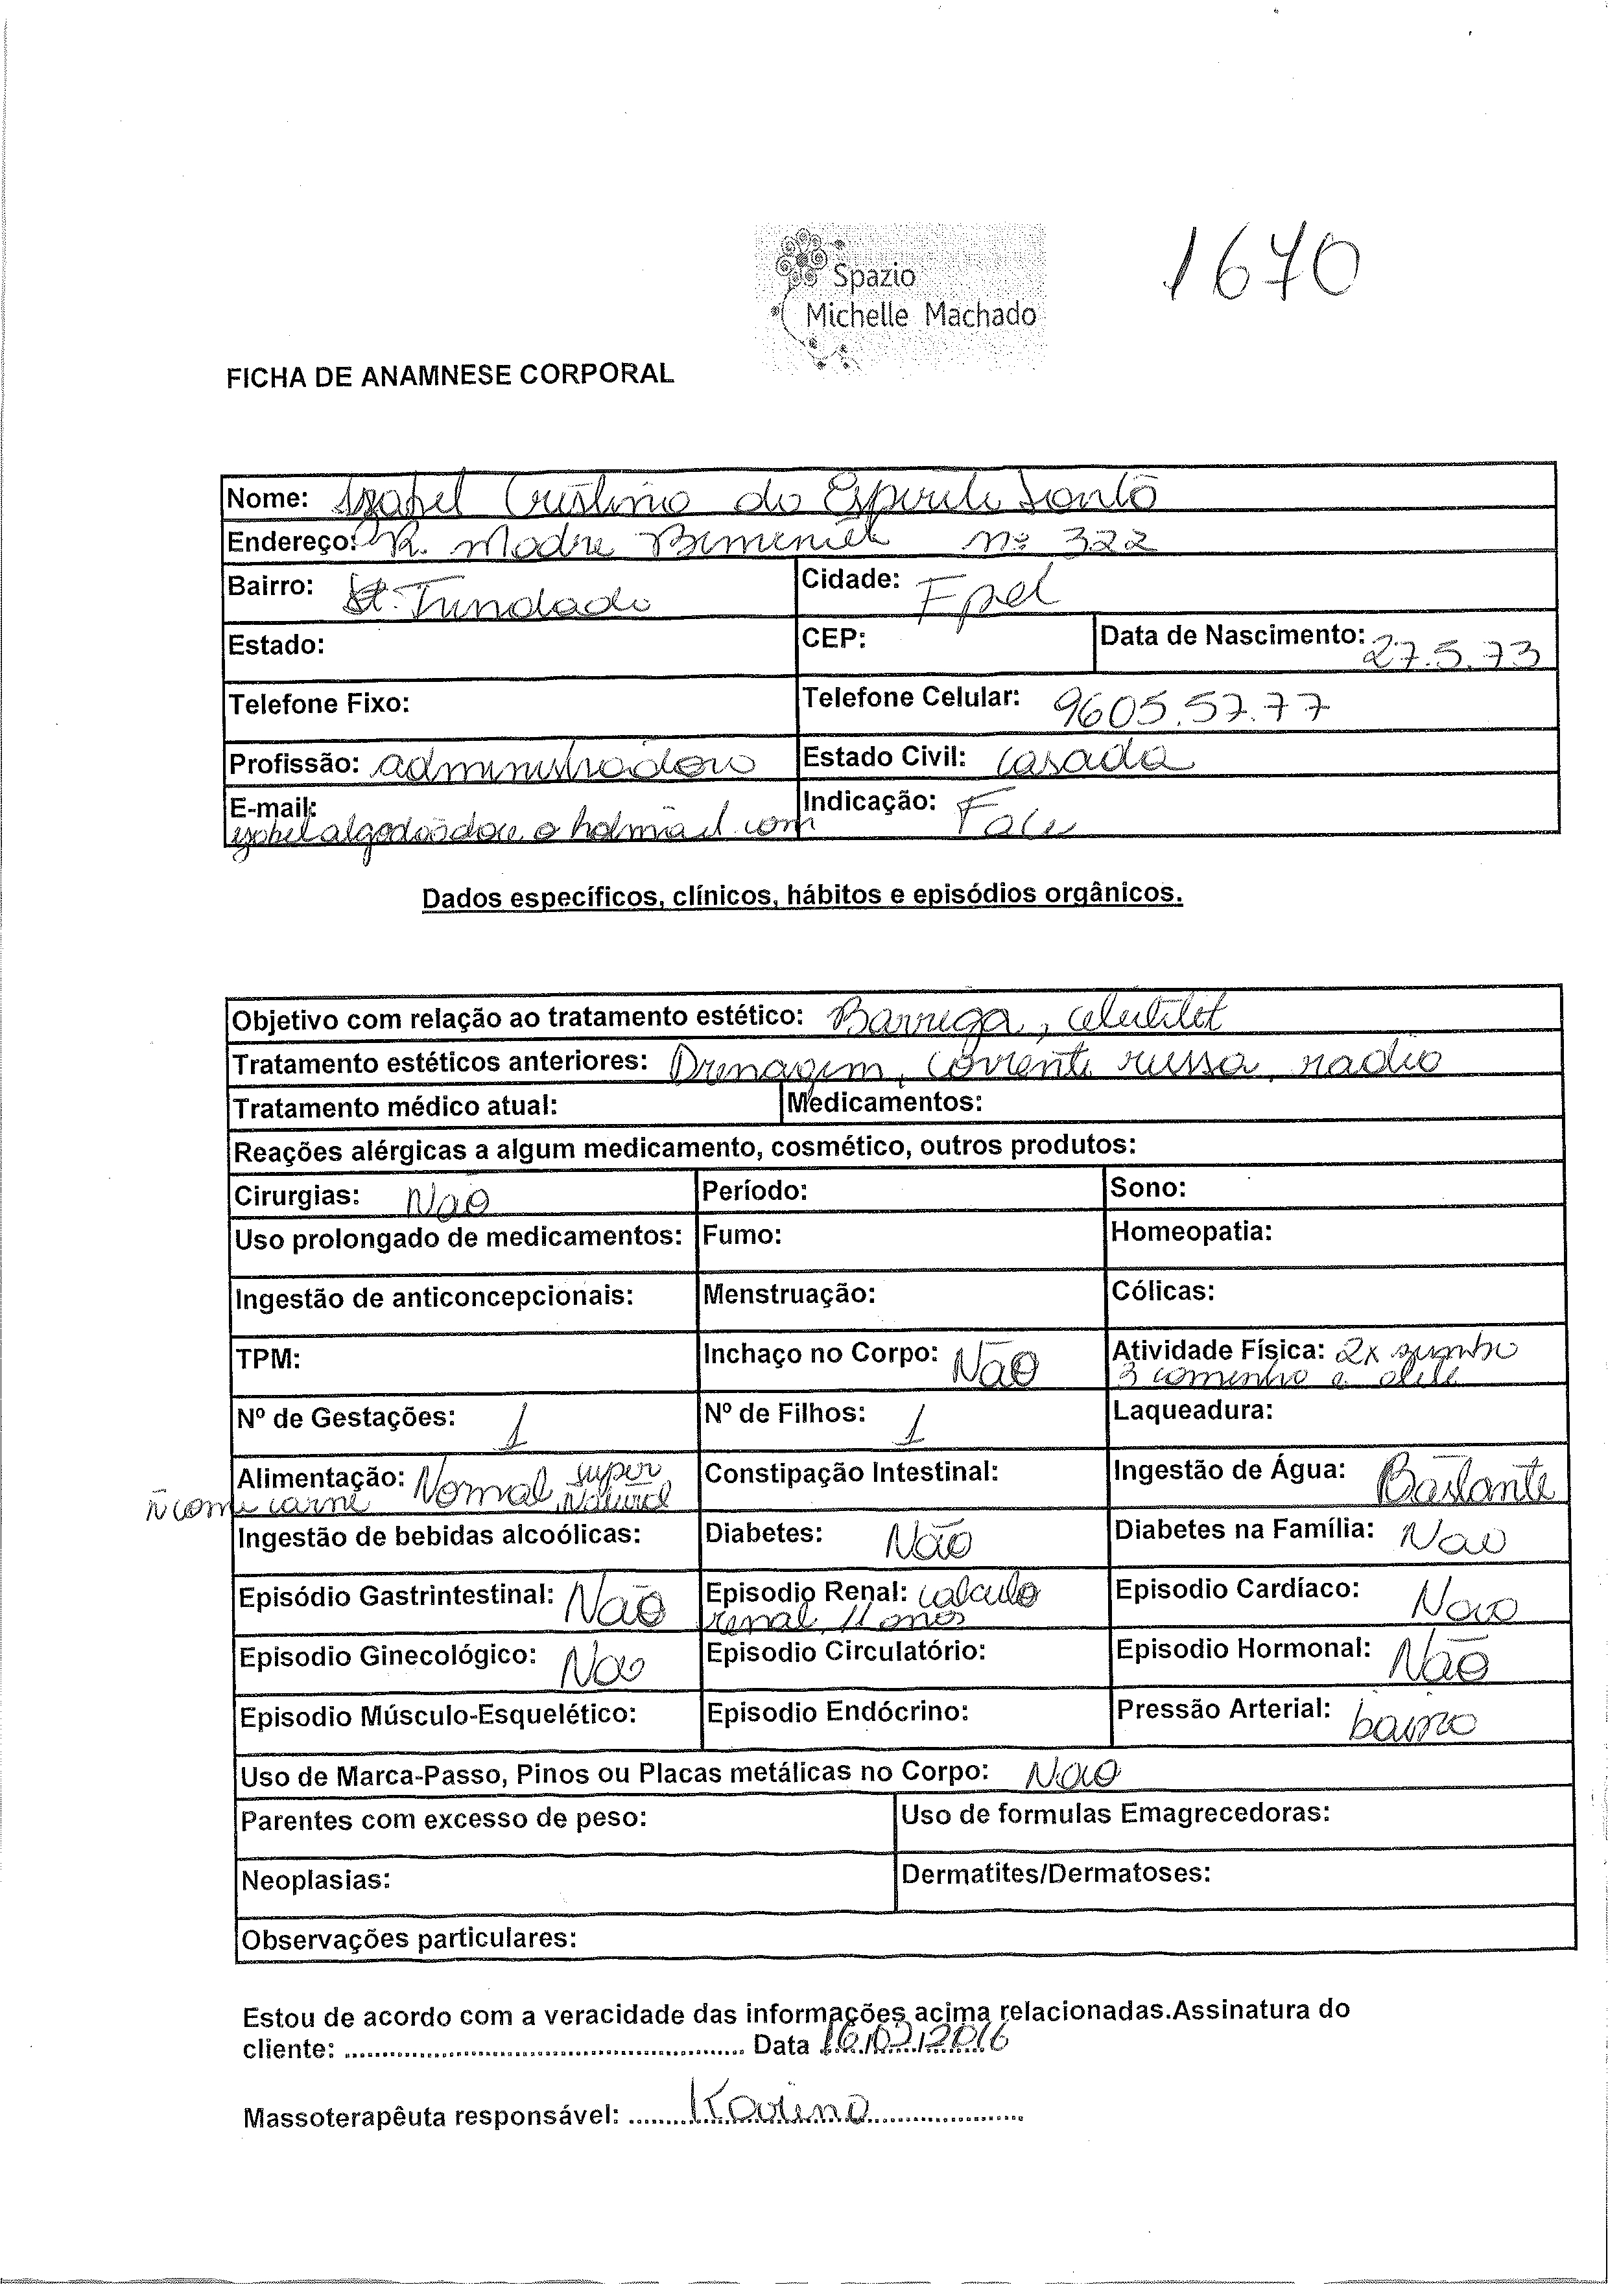 1670
Spazio
Michelle Machado
FICHA DE ANAMNESE CORPORAL
Nome: Izabel Cristina do Espirito Santo
Endereço: R. Madre Benvenuta nº 322
Bairro: Trindade Cidade: Fpol
Estado: CEP: Data de Nascimento: 27.5.73
Telefone Fixo: Telefone Celular: 9605.57.77
Profissão: administradora Estado Civil: Casada
E-mail: Indicação: Face
hotmail.com
Dados específicos, clínicos, hábitos e episódios orgânicos.
Objetivo com relação ao tratamento estético: Barriga, celulite
Tratamento estéticos anteriores: Drenagem, corrente russa, radio
Tratamento médico atual: Medicamentos:
Reações alérgicas a algum medicamento, cosmético, outros produtos:
Cirurgias: Não Período: Sono:
Uso prolongado de medicamentos: Fumo: Homeopatia:
Ingestão de anticoncepcionais: Menstruação: Cólicas:
TPM: Inchaço no Corpo: Não Atividade Física: 2x
3
Nº de Gestações: 1 Nº de Filhos: 1 Laqueadura:
Alimentação: Normal, super natural Constipação Intestinal: Ingestão de Água: Bastante
ñ come carne
Ingestão de bebidas alcoólicas: Diabetes: Não Diabetes na Família: Não
Episódio Gastrintestinal: Não Episodio Renal: calculo Episodio Cardíaco: Não
renal, 11 anos
Episodio Ginecológico: Não Episodio Circulatório: Episodio Hormonal: Não
Episodio Músculo-Esquelético: Episodio Endócrino: Pressão Arterial: baixa
Uso de Marca-Passo, Pinos ou Placas metálicas no Corpo: Não
Parentes com excesso de peso: Uso de formulas Emagrecedoras:
Neoplasias: Dermatites/Dermatoses:
Observações particulares:
Estou de acordo com a veracidade das informações acima relacionadas.Assinatura do
cliente: ........ Data 16/02/2016
Massoterapêuta responsável: ........ Karina ........